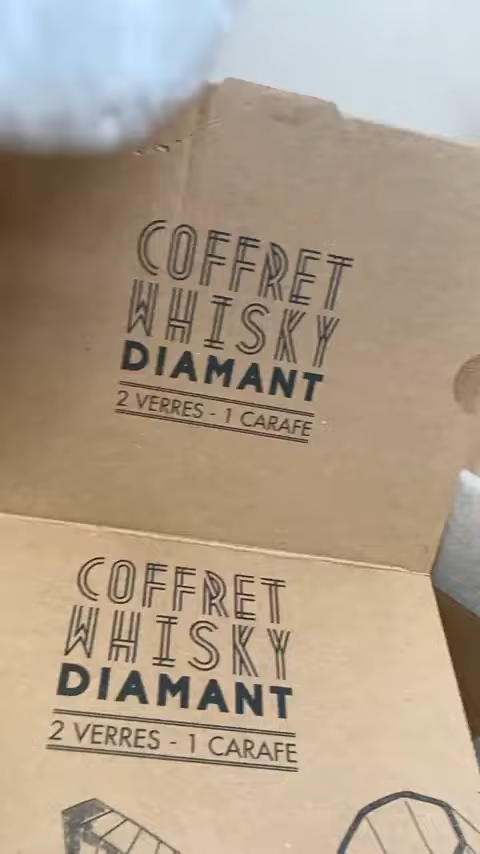 COFFRET
WHISKY
DIAMANT
2 VERRES - 1 CARAFE
COFFRET
WHISKY
DIAMANT
2 VERRES - 1 CARAFE